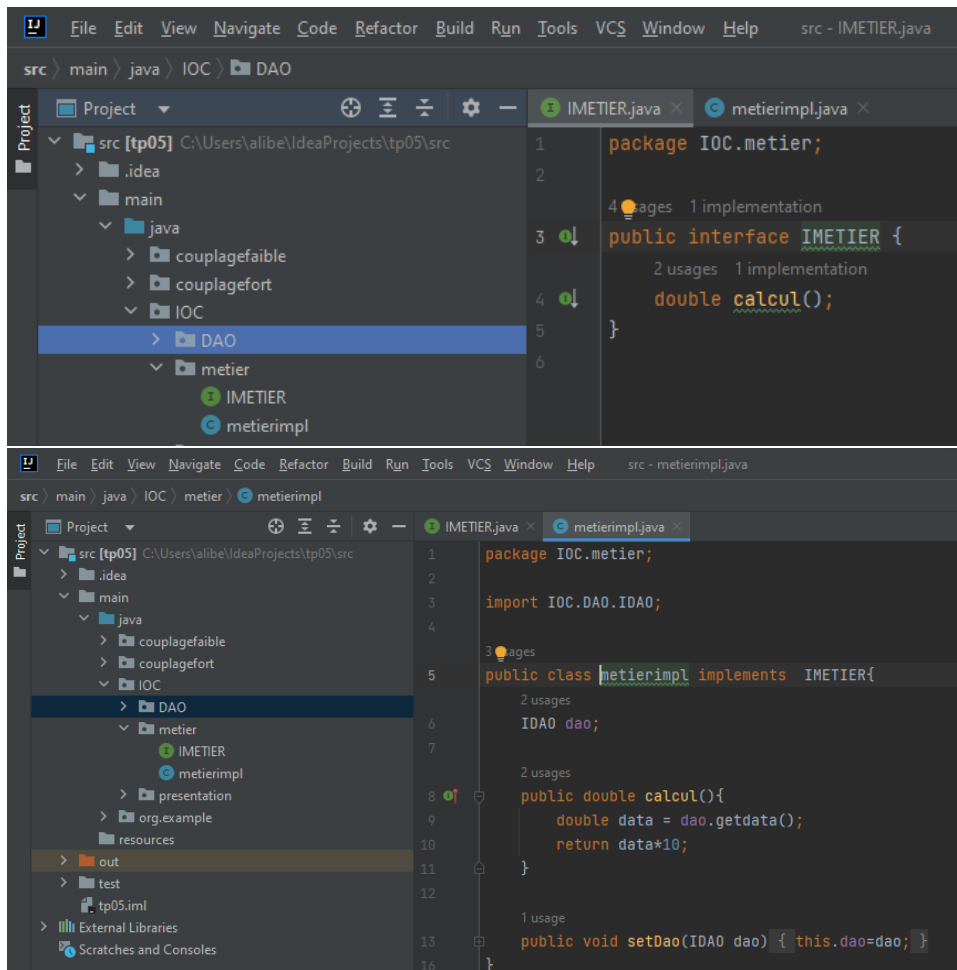 File Edit View Navigate Code Refactor Build Run Tools VCS Window Help src - IMETIER.java
src main java IOC DAO
Project
Project
IMETIER.java
metierimpl.java
src [tp05] C:\Users\alibe\IdeaProjects\tp05\src
.idea
main
java
couplagefaible
couplagefort
IOC
DAO
metier
IMETIER
metierimpl
1 package IOC.metier;
2
4 usages 1 implementation
3 public interface IMETIER {
2 usages 1 implementation
4 double calcul();
5 }
6
File Edit View Navigate Code Refactor Build Run Tools VCS Window Help src - metierimpl.java
src main java IOC metier metierimpl
Project
Project
IMETIER.java
metierimpl.java
src [tp05] C:\Users\alibe\IdeaProjects\tp05\src
.idea
main
java
couplagefaible
couplagefort
IOC
DAO
metier
IMETIER
metierimpl
presentation
org.example
resources
out
test
tp05.iml
External Libraries
Scratches and Consoles
1 package IOC.metier;
2
3 import IOC.DAO.IDAO;
4
3 usages
5 public class metierimpl implements IMETIER{
2 usages
6 IDAO dao;
7
2 usages
8 public double calcul(){
9 double data = dao.getdata();
10 return data*10;
11 }
12
1 usage
13 public void setDao(IDAO dao) { this.dao=dao; }
16 }